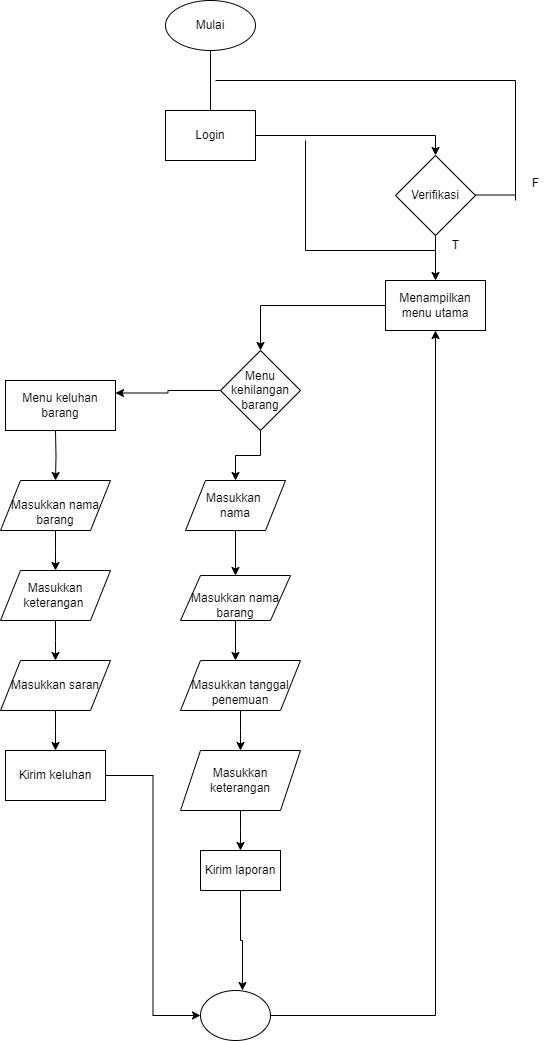 Mulai
Login
Verifikasi
F
T
Menampilkan
menu utama
Menu
kehilangan
barang
Menu keluhan
barang
Masukkan nama
barang
Masukkan
nama
Masukkan
keterangan
Masukkan nama
barang
Masukkan saran
Masukkan tanggal
penemuan
Kirim keluhan
Masukkan
keterangan
Kirim laporan